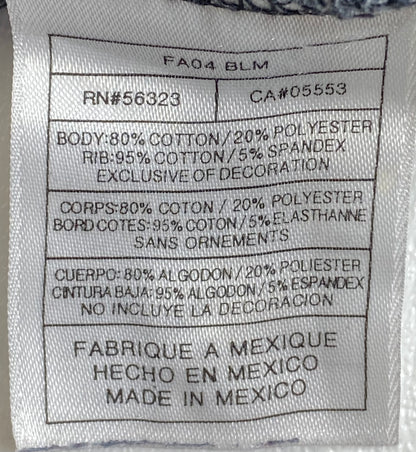 FA04 BLM
RN#56323 CA#05553
BODY:80% COTTON/20% POLYESTER
RIB:95% COTTON/5% SPANDEX
EXCLUSIVE OF DECORATION
CORPS:80% COTON / 20% POLYESTER
BORD COTES:95% COTON/5% ELASTHANNE
SANS ORNEMENTS
CUERPO:80% ALGODON/20% POLIESTER
CINTURA BAJA:95% ALGODON/5% ESPANDEX
NO INCLUYE LA DECORACION
FABRIQUE A MEXIQUE
HECHO EN MEXICO
MADE IN MEXICO